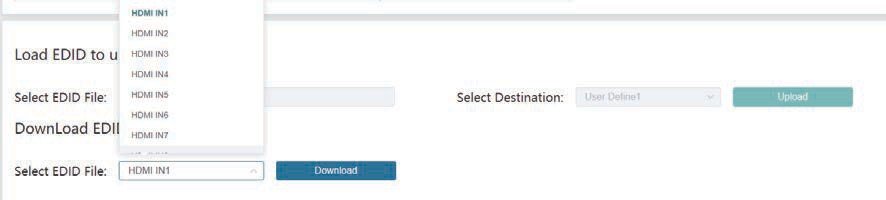 HDMI IN1
HDMI IN2
Load EDID to u
HDMI IN3
HDMI IN4
Select EDID File:
HDMI IN5
Select Destination: User Define1 Upload
HDMI IN6
DownLoad EDI
HDMI IN7
Select EDID File: HDMI IN1 Download